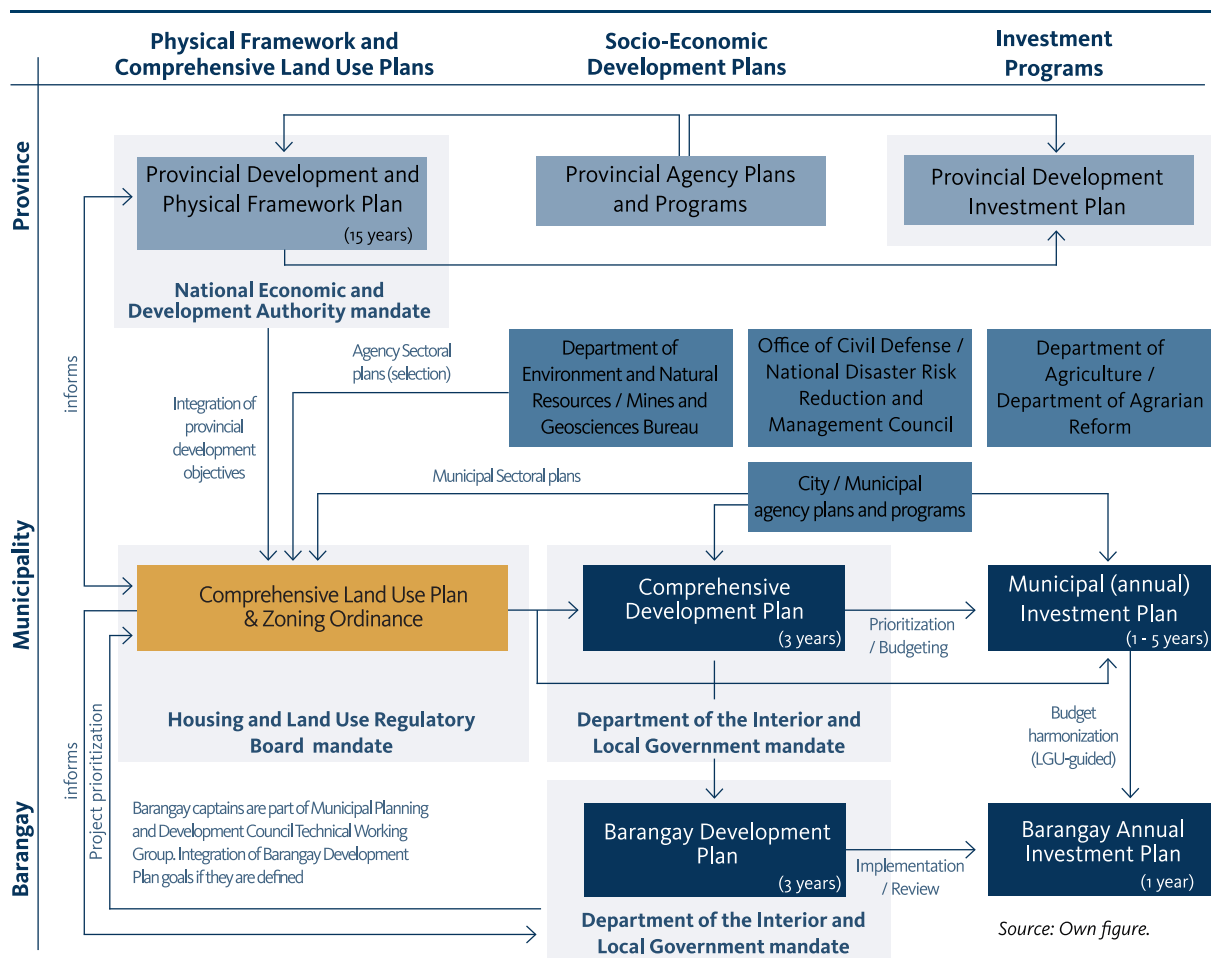 Physical Framework and
Comprehensive Land Use Plans
Socio-Economic
Development Plans
Investment
Programs
Province
Provincial Development and
Physical Framework Plan
(15 years)
National Economic and
Development Authority mandate
Provincial Agency Plans
and Programs
Provincial Development
Investment Plan
informs
Integration of
provincial
development
objectives
Agency Sectoral
plans (selection)
Department of
Environment and Natural
Resources / Mines and
Geosciences Bureau
Office of Civil Defense /
National Disaster Risk
Reduction and
Management Council
Department of
Agriculture /
Department of Agrarian
Reform
Municipal Sectoral plans
City / Municipal
agency plans and programs
Municipality
Comprehensive Land Use Plan
& Zoning Ordinance
Housing and Land Use Regulatory
Board mandate
Comprehensive
Development Plan
(3 years)
Department of the Interior and
Local Government mandate
Prioritization
/ Budgeting
Municipal (annual)
Investment Plan
(1 - 5 years)
Budget
harmonization
(LGU-guided)
informs
Project prioritization
Barangay
Barangay captains are part of Municipal Planning
and Development Council Technical Working
Group. Integration of Barangay Development
Plan goals if they are defined
Barangay Development
Plan
(3 years)
Department of the Interior and
Local Government mandate
Implementation
/ Review
Barangay Annual
Investment Plan
(1 year)
Source: Own figure.